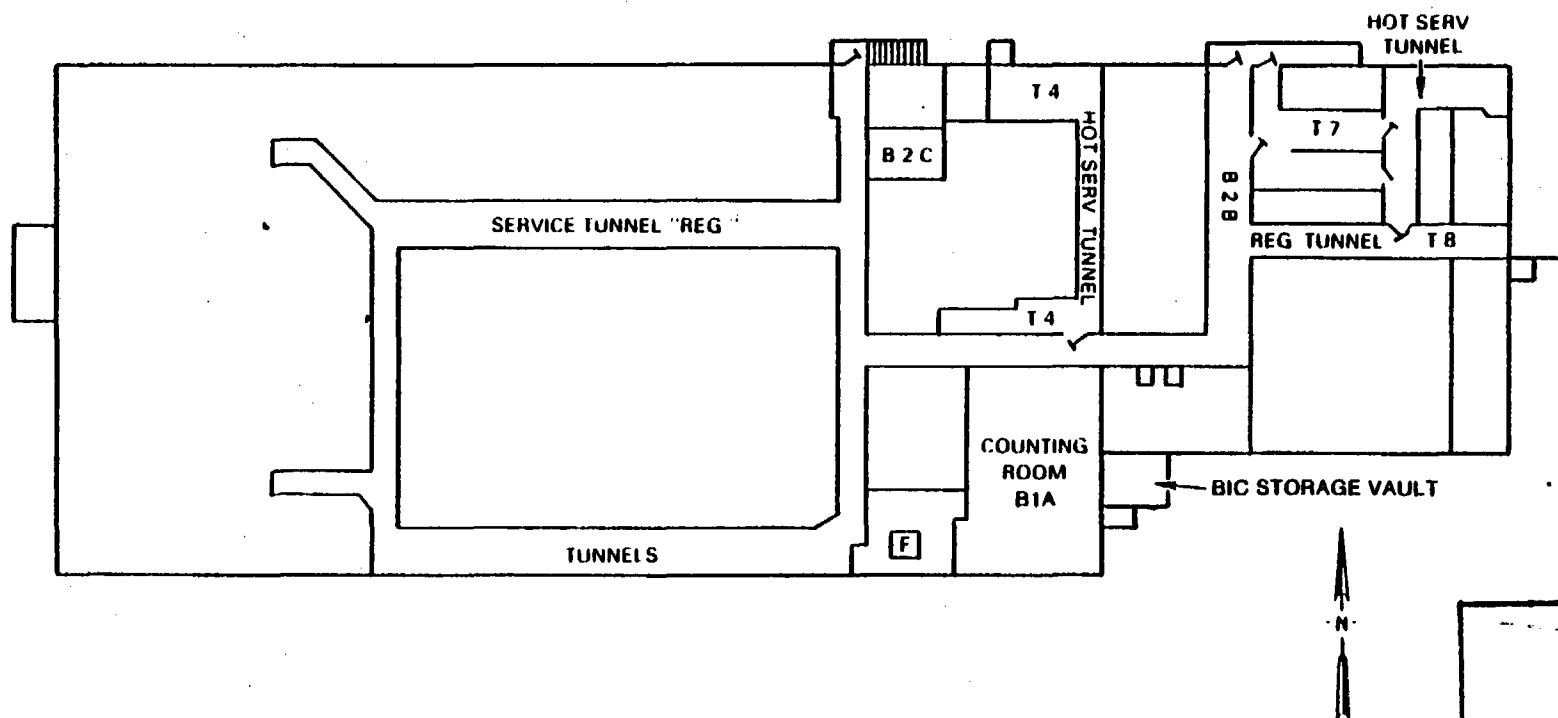 HOT SERV
TUNNEL
T 4
HOT SERV TUNNEL
T 7
B 2 C
B 2 B
SERVICE TUNNEL "REG"
REG TUNNEL
T 8
T 4
COUNTING
ROOM
B1A
BIC STORAGE VAULT
F
TUNNELS
N